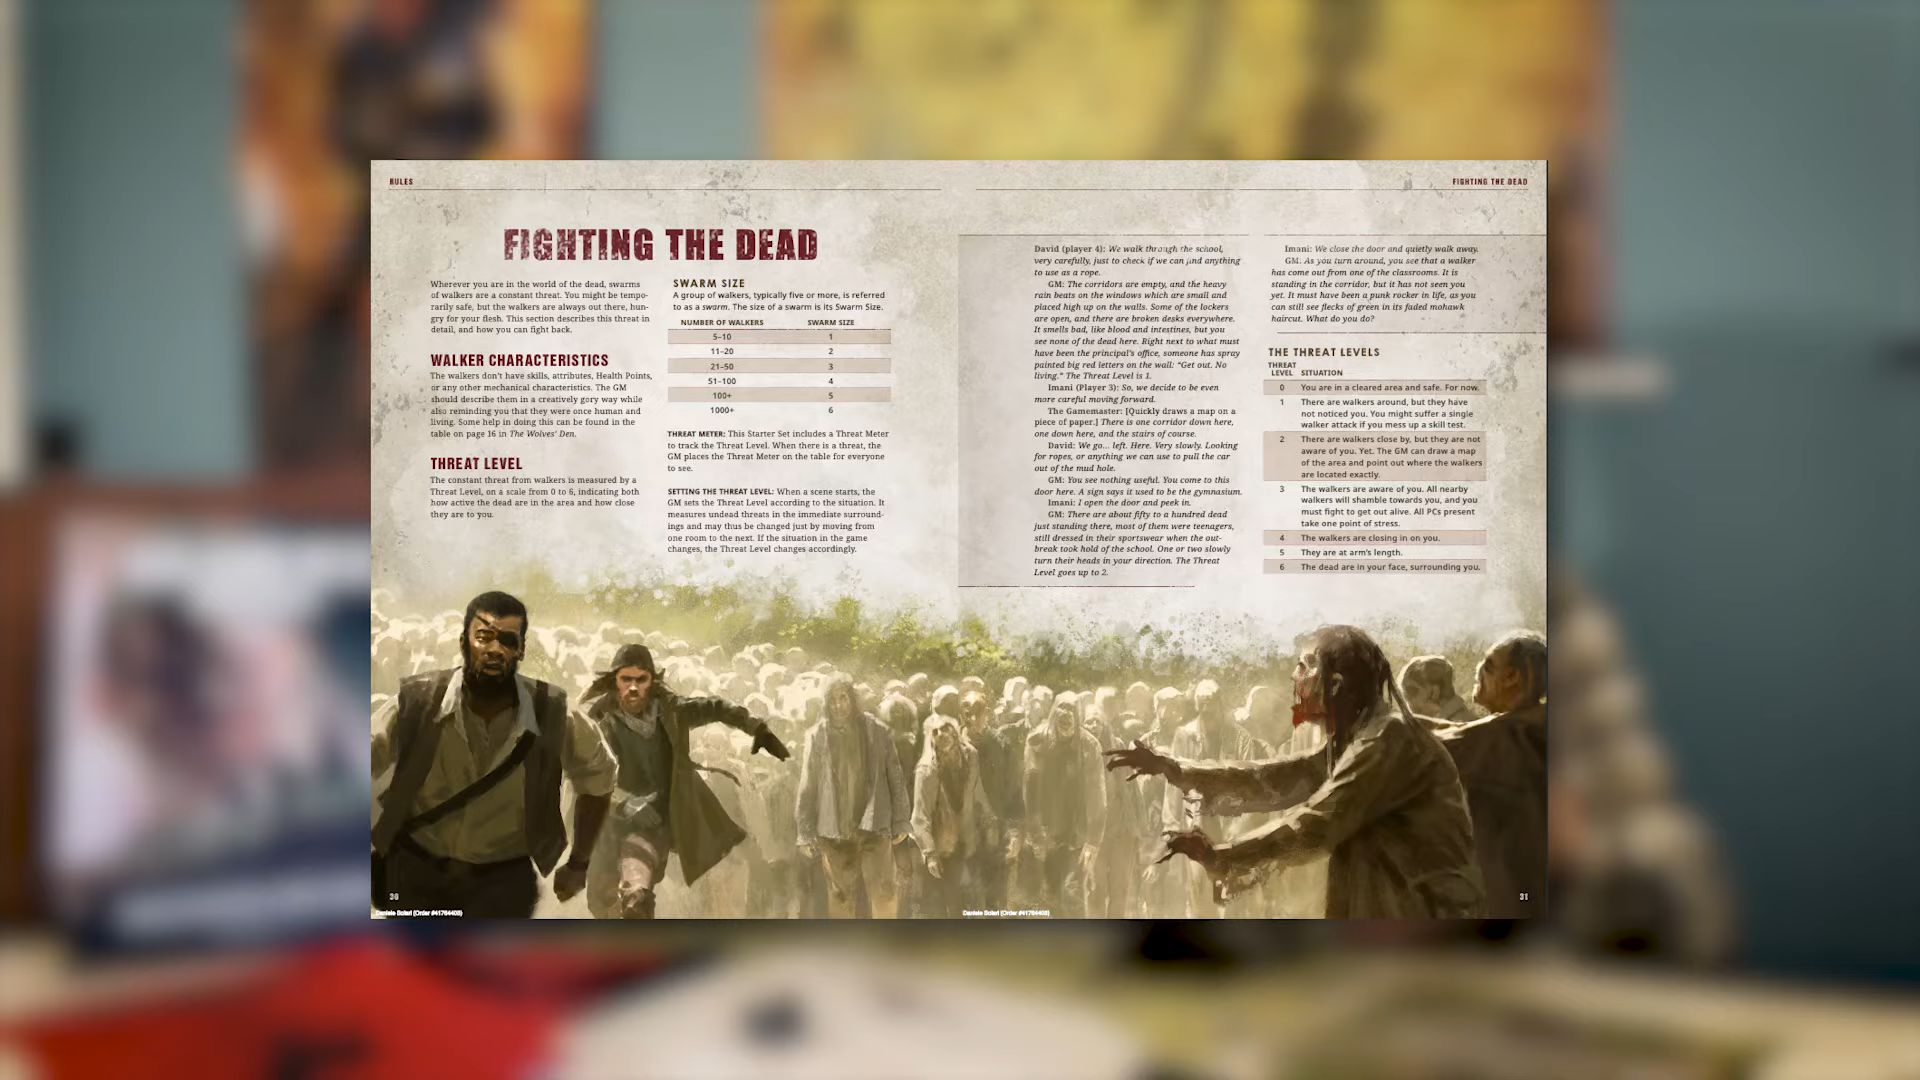 RULES
FIGHTING THE DEAD
FIGHTING THE DEAD
Wherever you are in the world of the dead, swarms
of walkers are a constant threat. You might be tempo-
rarily safe, but the walkers are always out there, hun-
gry for your flesh. This section describes this threat in
detail, and how you can fight back.
WALKER CHARACTERISTICS
The walkers don't have skills, attributes, Health Points,
or any other mechanical characteristics. The GM
should describe them in a creatively gory way while
also reminding you that they were once human and
living. Some help in doing this can be found in the
table on page 16 in The Wolves' Den.
THREAT LEVEL
The constant threat from walkers is measured by a
Threat Level, on a scale from 0 to 6, indicating both
how active the dead are in the area and how close
they are to you.
SWARM SIZE
A group of walkers, typically five or more, is referred
to as a swarm. The size of a swarm is its Swarm Size.
NUMBER OF WALKERS SWARM SIZE
5–10 1
11–20 2
21–50 3
51–100 4
100+ 5
1000+ 6
THREAT METER: This Starter Set includes a Threat Meter
to track the Threat Level. When there is a threat, the
GM places the Threat Meter on the table for everyone
to see.
SETTING THE THREAT LEVEL: When a scene starts, the
GM sets the Threat Level according to the situation. It
measures undead threats in the immediate surround-
ings and may thus be changed just by moving from
one room to the next. If the situation in the game
changes, the Threat Level changes accordingly.
David (player 4): We walk through the school,
very carefully, just to check if we can find anything
to use as a rope.
GM: The corridors are empty, and the heavy
rain beats on the windows which are small and
placed high up on the walls. Some of the lockers
are open, and there are broken desks everywhere.
It smells bad, like blood and intestines, but you
see none of the dead here. Right next to what must
have been the principal's office, someone has spray
painted big red letters on the wall: "Get out. No
living." The Threat Level is 1.
Imani (Player 3): So, we decide to be even
more careful moving forward.
The Gamemaster: [Quickly draws a map on a
piece of paper.] There is one corridor down here,
one down here, and the stairs of course.
David: We go... left. Here. Very slowly. Looking
for ropes, or anything we can use to pull the car
out of the mud hole.
GM: You see nothing useful. You come to this
door here. A sign says it used to be the gymnasium.
Imani: I open the door and peek in.
GM: There are about fifty to a hundred dead
just standing there, most of them were teenagers,
still dressed in their sportswear when the out-
break took hold of the school. One or two slowly
turn their heads in your direction. The Threat
Level goes up to 2.
Imani: We close the door and quietly walk away.
GM: As you turn around, you see that a walker
has come out from one of the classrooms. It is
standing in the corridor, but it has not seen you
yet. It must have been a punk rocker in life, as you
can still see flecks of green in its faded mohawk
haircut. What do you do?
THE THREAT LEVELS
THREAT
LEVEL SITUATION
0 You are in a cleared area and safe. For now.
1 There are walkers around, but they have
not noticed you. You might suffer a single
walker attack if you mess up a skill test.
2 There are walkers close by, but they are not
aware of you. Yet. The GM can draw a map
of the area and point out where the walkers
are located exactly.
3 The walkers are aware of you. All nearby
walkers will shamble towards you, and you
must fight to get out alive. All PCs present
take one point of stress.
4 The walkers are closing in on you.
5 They are at arm's length.
6 The dead are in your face, surrounding you.
30
31